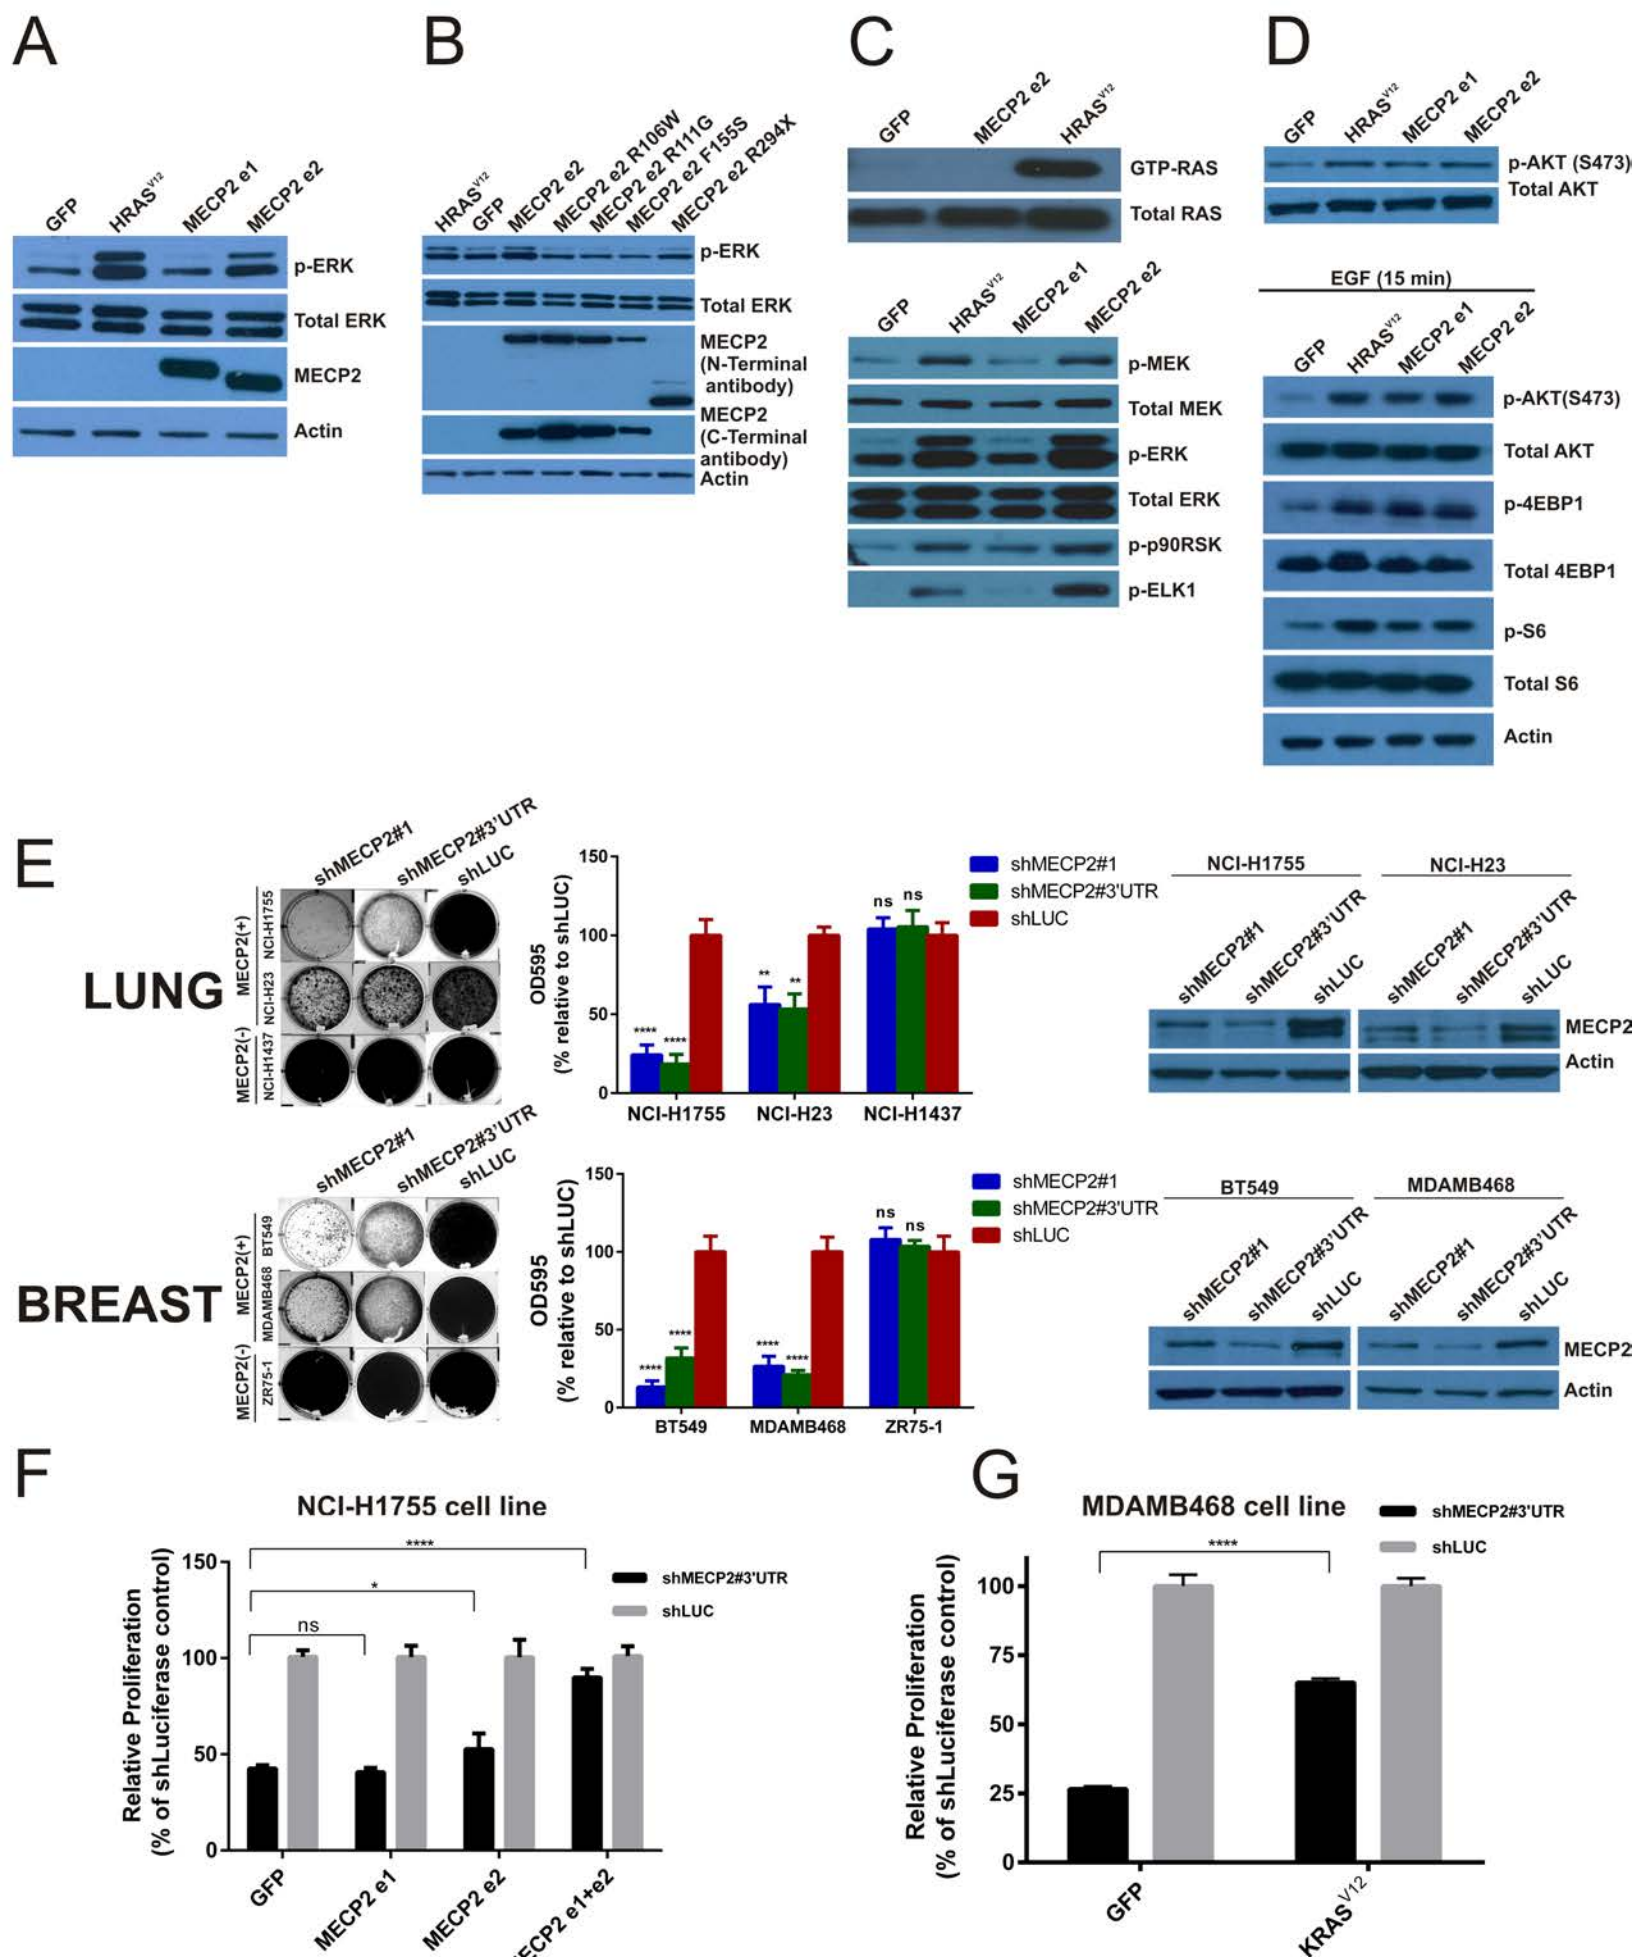 A
GFP
HRASV12
MECP2 e1
MECP2 e2
p-ERK
Total ERK
MECP2
Actin
B
HRASV12
GFP
MECP2 e2
MECP2 e2 R106W
MECP2 e2 R111G
MECP2 e2 F155S
MECP2 e2 R294X
p-ERK
Total ERK
MECP2
(N-Terminal
antibody)
MECP2
(C-Terminal
antibody)
Actin
C
GFP
MECP2 e2
HRASV12
GTP-RAS
Total RAS
GFP
HRASV12
MECP2 e1
MECP2 e2
p-MEK
Total MEK
p-ERK
Total ERK
p-p90RSK
p-ELK1
D
GFP
HRASV12
MECP2 e1
MECP2 e2
p-AKT (S473)
Total AKT
EGF (15 min)
GFP
HRASV12
MECP2 e1
MECP2 e2
p-AKT(S473)
Total AKT
p-4EBP1
Total 4EBP1
p-S6
Total S6
Actin
E
LUNG
shMECP2#1
shMECP2#3'UTR
shLUC
MECP2(+)
NCI-H1755
NCI-H23
MECP2(-)
NCI-H1437
OD595
(% relative to shLUC)
150
100
50
0
**** ****
** **
ns ns
NCI-H1755 NCI-H23 NCI-H1437
shMECP2#1
shMECP2#3'UTR
shLUC
NCI-H1755 NCI-H23
shMECP2#1
shMECP2#3'UTR
shLUC
shMECP2#1
shMECP2#3'UTR
shLUC
MECP2
Actin
BREAST
shMECP2#1
shMECP2#3'UTR
shLUC
MECP2(+)
BT549
MDAMB468
MECP2(-)
ZR75-1
OD595
(% relative to shLUC)
150
100
50
0
**** ****
**** ****
ns ns
BT549 MDAMB468 ZR75-1
shMECP2#1
shMECP2#3'UTR
shLUC
BT549 MDAMB468
shMECP2#1
shMECP2#3'UTR
shLUC
shMECP2#1
shMECP2#3'UTR
shLUC
MECP2
Actin
F
NCI-H1755 cell line
Relative Proliferation
(% of shLuciferase control)
150
100
50
0
****
*
ns
shMECP2#3'UTR
shLUC
GFP
MECP2 e1
MECP2 e2
MECP2 e1+e2
G
MDAMB468 cell line
Relative Proliferation
(% of shLuciferase control)
100
75
50
25
0
****
shMECP2#3'UTR
shLUC
GFP
KRASV12